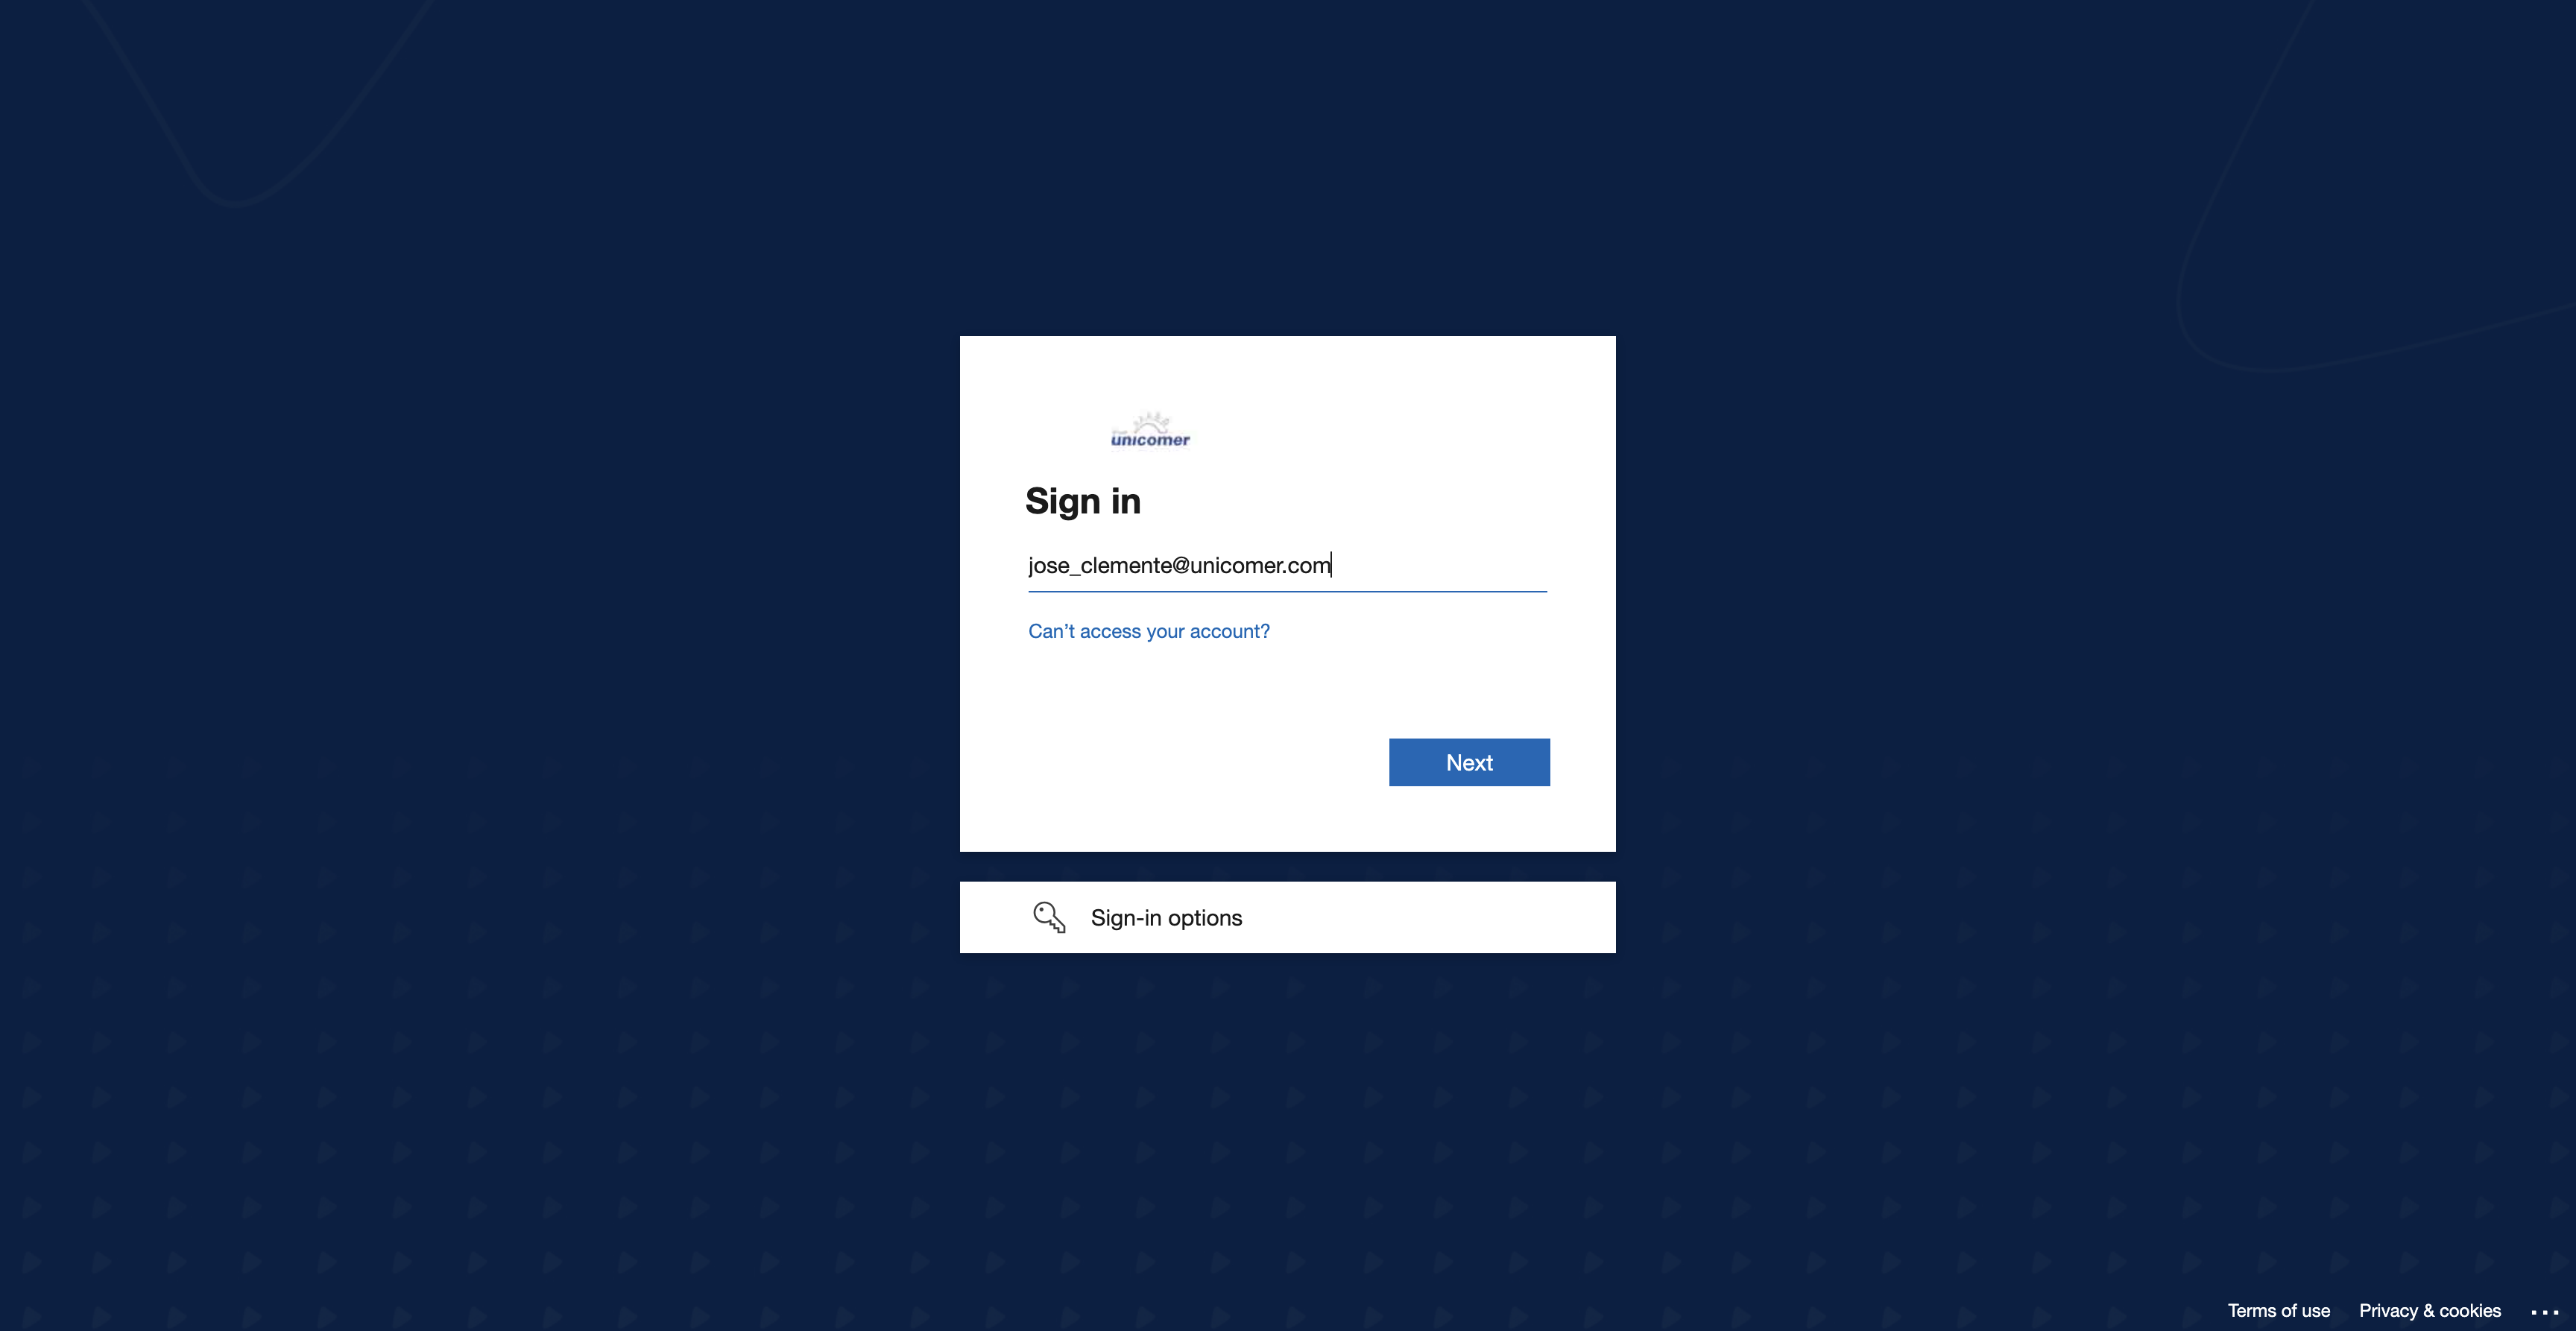 unicomer
Sign in
jose_clemente@unicomer.com
Can't access your account?
Next
Sign-in options
Terms of use
Privacy & cookies
...